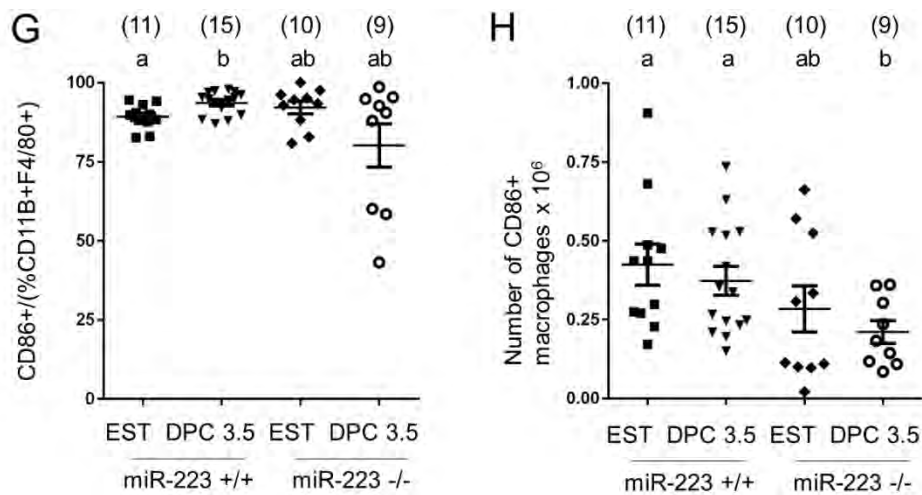 G
(11) (15) (10) (9)
a b ab ab
CD86+/(%CD11B+F4/80+)
100
75
50
25
0
EST DPC 3.5 EST DPC 3.5
miR-223 +/+ miR-223 -/-
H
(11) (15) (10) (9)
a a ab b
Number of CD86+
macrophages x 10⁶
1.00
0.75
0.50
0.25
0.00
EST DPC 3.5 EST DPC 3.5
miR-223 +/+ miR-223 -/-